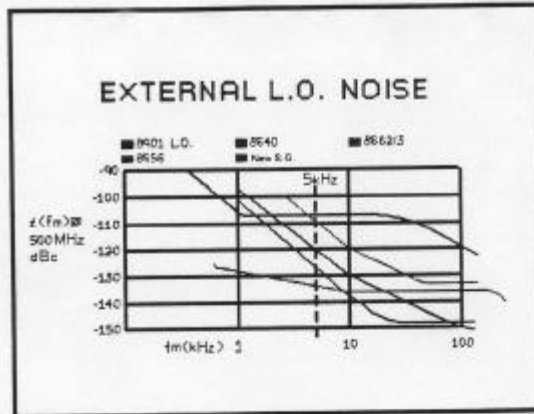 EXTERNAL L.O. NOISE
8901 L.O. 8640 8662/3
8656 New S.G.
-90
5kHz
-100
£(fm)@
500MHz
dBc
-110
-120
-130
-140
-150
fm(kHz) 1 10 100